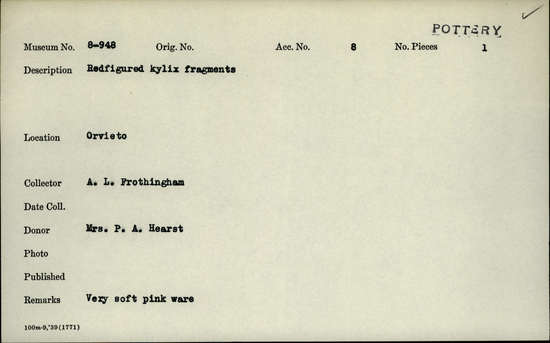 POTTERY
Museum No. 8-948 Orig. No. Acc. No. 8 No. Pieces 1
Description Redfigured kylix fragments
Location Orvieto
Collector A. L. Frothingham
Date Coll.
Donor Mrs. P. A. Hearst
Photo
Published
Remarks Very soft pink ware
100m-9,'39(1771)